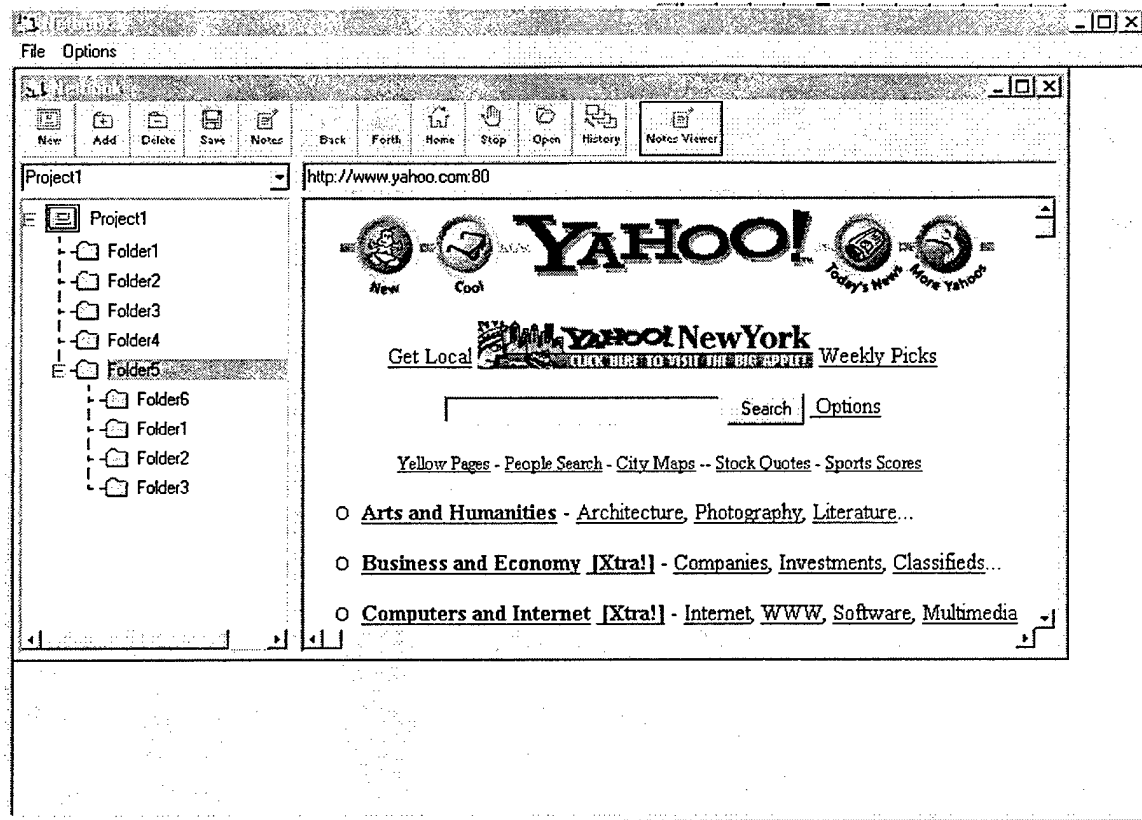 File Options
New Add Delete Save Notes Back Forth Home Stop Open History Notes Viewer
Project1 http://www.yahoo.com:80
Project1
Folder1
Folder2
Folder3
Folder4
Folder5
Folder6
Folder1
Folder2
Folder3
New Cool YAHOO! Today's News More Yahoos
Get Local YAHOO! NewYork Weekly Picks
CLICK HERE TO VISIT THE BIG APPLE!
Search Options
Yellow Pages - People Search - City Maps -- Stock Quotes - Sports Scores
Arts and Humanities - Architecture, Photography, Literature...
Business and Economy [Xtra!] - Companies, Investments, Classifieds...
Computers and Internet [Xtra!] - Internet, WWW, Software, Multimedia